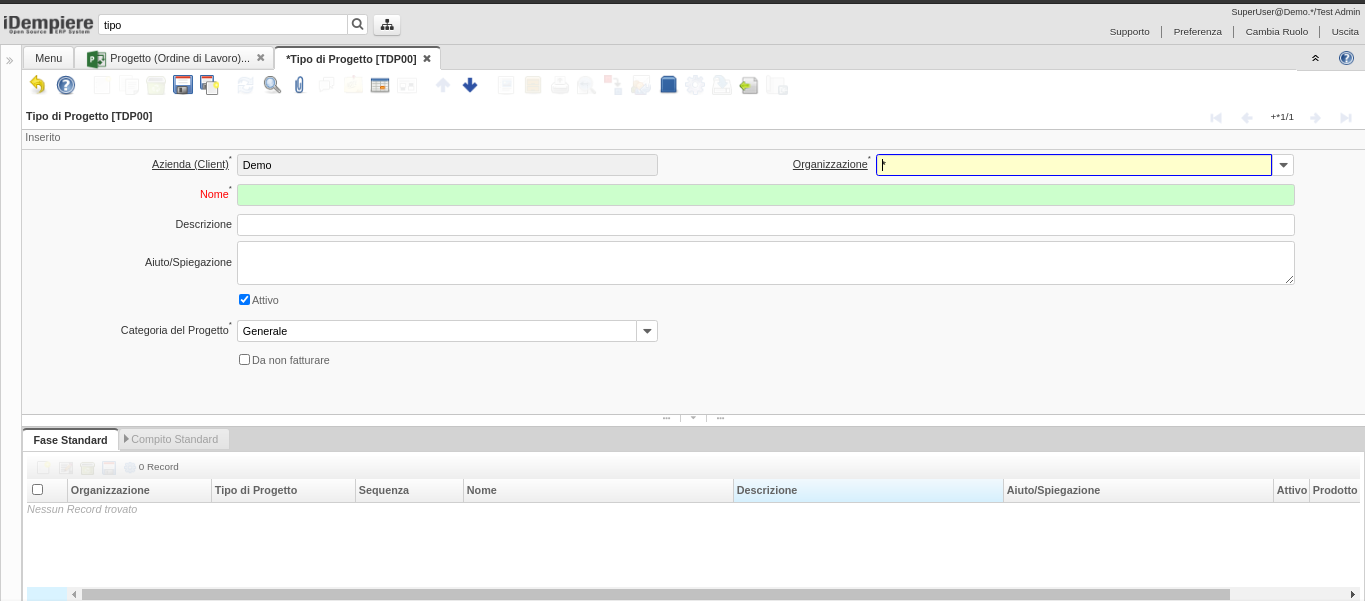 SuperUser@Demo.*/Test Admin
iDempiere
Open Source ERP System
tipo
Supporto
Preferenza
Cambia Ruolo
Uscita
Menu
Progetto (Ordine di Lavoro)...
*Tipo di Progetto [TDP00]
Tipo di Progetto [TDP00]
+*1/1
Inserito
Azienda (Client)* Demo
Organizzazione* *
Nome*
Descrizione
Aiuto/Spiegazione
Attivo
Categoria del Progetto* Generale
Da non fatturare
Fase Standard
Compito Standard
0 Record
Organizzazione Tipo di Progetto Sequenza Nome Descrizione Aiuto/Spiegazione Attivo Prodotto
Nessun Record trovato